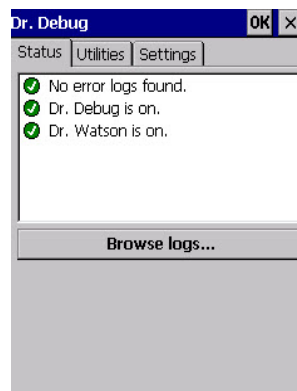 Dr. Debug OK ×
Status Utilities Settings
No error logs found.
Dr. Debug is on.
Dr. Watson is on.
Browse logs...